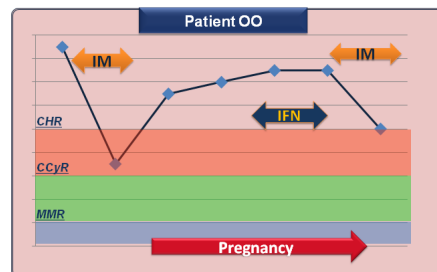 Patient OO
IM
IM
IFN
CHR
CCyR
MMR
Pregnancy